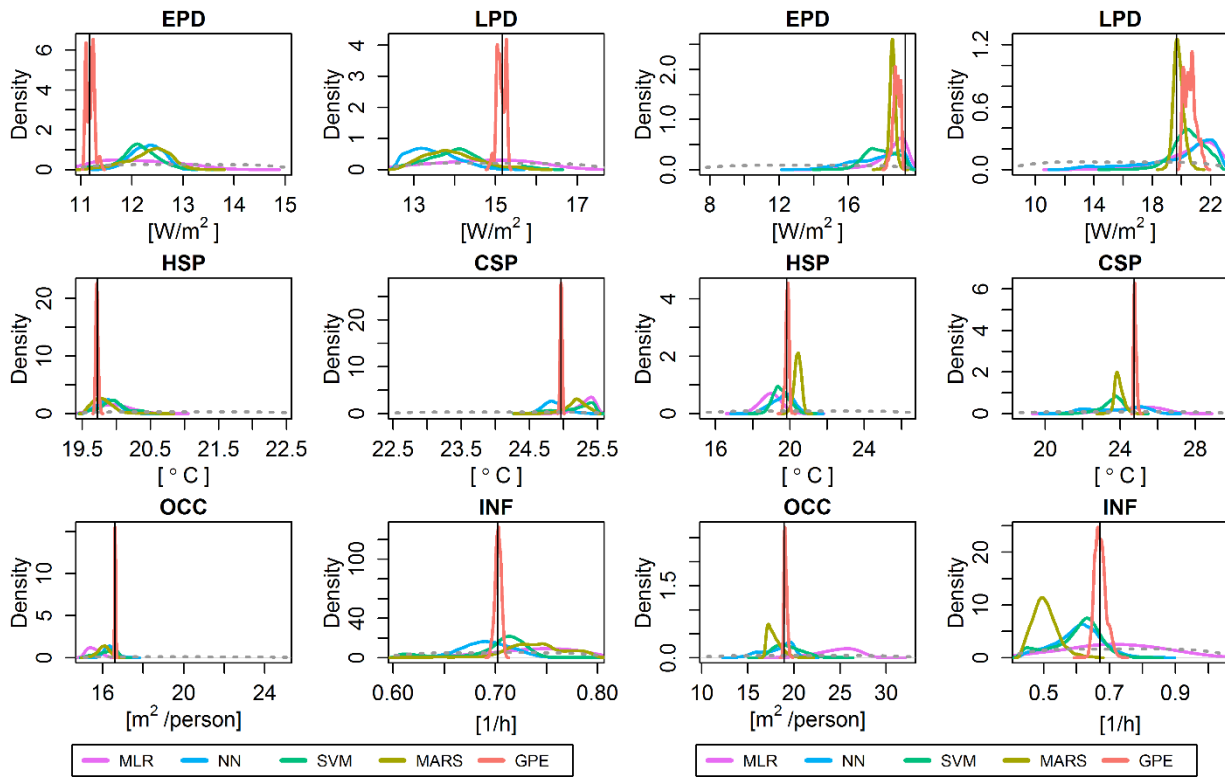 EPD LPD EPD LPD
Density 0 2 4 6
Density 0 1 2 3 4
Density 0.0 1.0 2.0
Density 0.0 0.6 1.2
11 12 13 14 15
13 15 17
8 12 16
10 14 18 22
[W/m² ] [W/m² ] [W/m² ] [W/m² ]
HSP CSP HSP CSP
Density 0 10 20
Density 0 10 20
Density 0 2 4
Density 0 2 4 6
19.5 20.5 21.5 22.5
22.5 23.5 24.5 25.5
16 20 24
20 24 28
[ ° C ] [ ° C ] [ ° C ] [ ° C ]
OCC INF OCC INF
Density 0 5 10
Density 0 40 100
Density 0.0 1.5
Density 0 10 20
16 20 24
0.60 0.70 0.80
10 15 20 25 30
0.5 0.7 0.9
[m² /person] [1/h] [m² /person] [1/h]
MLR NN SVM MARS GPE MLR NN SVM MARS GPE